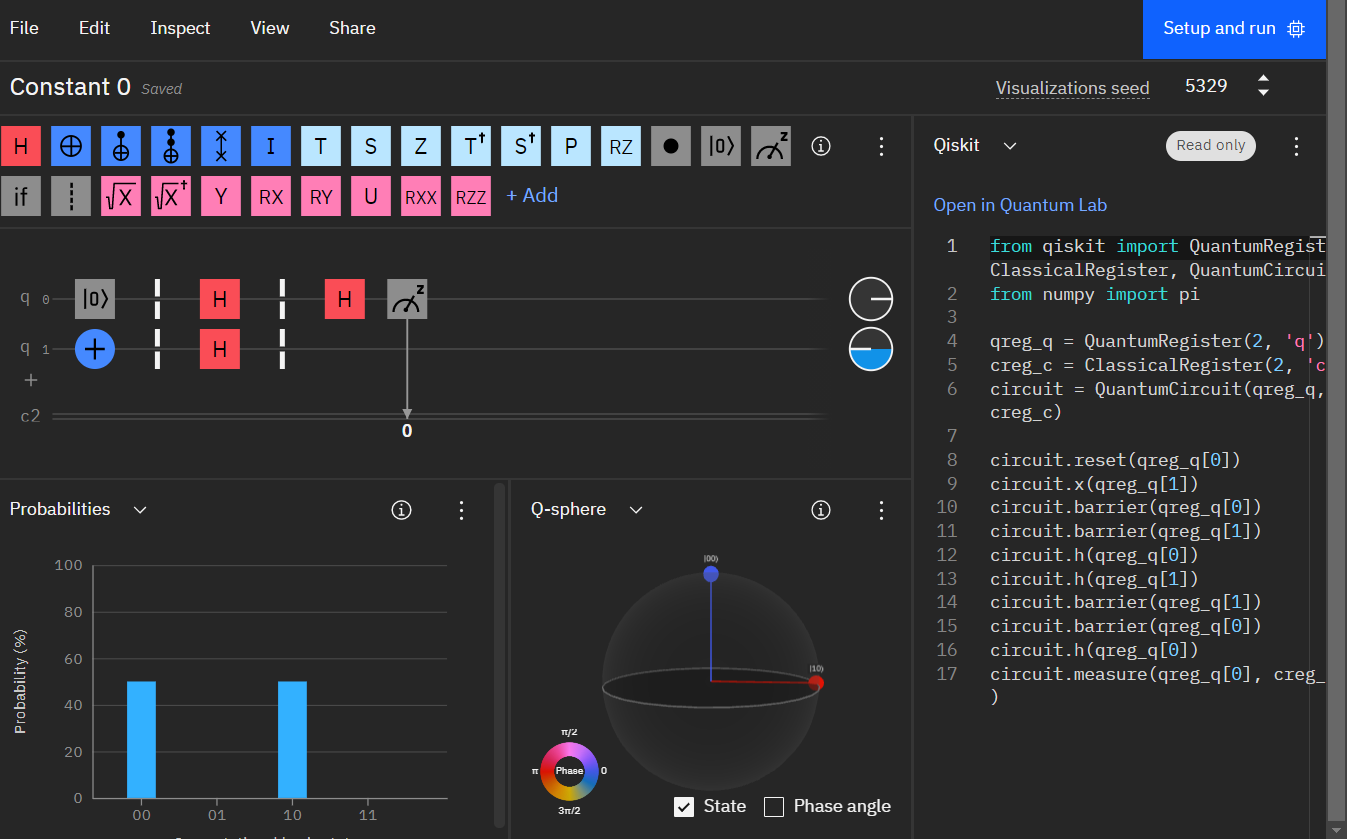 File Edit Inspect View Share Setup and run
Constant 0 Saved Visualizations seed 5329
H I T S Z T† S† P RZ |0⟩ z
if √X √X† Y RX RY U RXX RZZ + Add
q 0 |0⟩ H H z
q 1 + H
+
c2
0
Qiskit Read only
Open in Quantum Lab
1 from qiskit import QuantumRegist
ClassicalRegister, QuantumCircui
2 from numpy import pi
3
4 qreg_q = QuantumRegister(2, 'q')
5 creg_c = ClassicalRegister(2, 'c
6 circuit = QuantumCircuit(qreg_q,
creg_c)
7
8 circuit.reset(qreg_q[0])
9 circuit.x(qreg_q[1])
10 circuit.barrier(qreg_q[0])
11 circuit.barrier(qreg_q[1])
12 circuit.h(qreg_q[0])
13 circuit.h(qreg_q[1])
14 circuit.barrier(qreg_q[1])
15 circuit.barrier(qreg_q[0])
16 circuit.h(qreg_q[0])
17 circuit.measure(qreg_q[0], creg_
)
Probabilities
Probability (%)
100
80
60
40
20
0
00 01 10 11
Q-sphere
|00⟩
|10⟩
π/2
π Phase 0
3π/2
State Phase angle